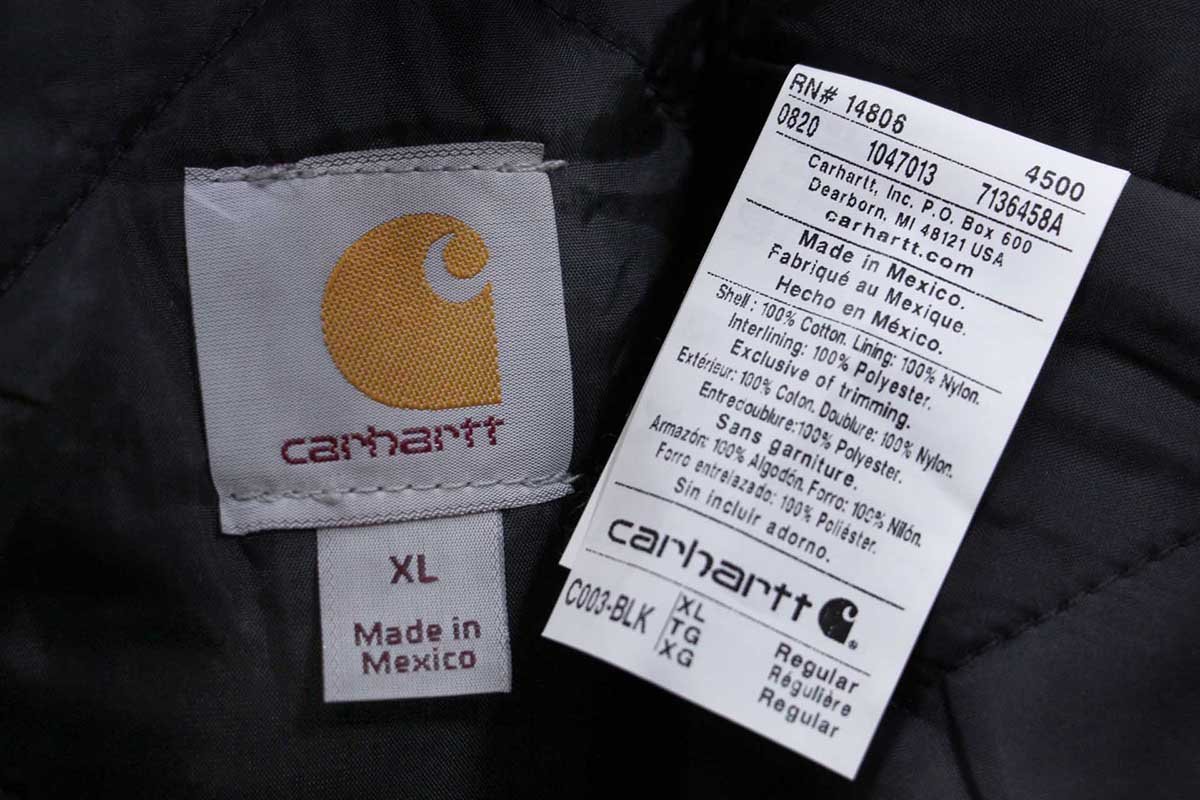 carhartt
XL
Made in
Mexico
RN# 14806
0820 1047013 4500
7136458A
Carhartt, Inc. P.O. Box 600
Dearborn, MI 48121 USA
carhartt.com
Made in Mexico.
Fabriqué au Mexique.
Hecho en México.
Shell: 100% Cotton. Lining: 100% Nylon.
Interlining: 100% Polyester.
Exclusive of trimming.
Extérieur: 100% Coton. Doublure: 100% Nylon.
Entredoublure:100% Polyester.
Sans garniture.
Armazón: 100% Algodón. Forro: 100% Nilón.
Forro entrelazado: 100% Poliéster.
Sin incluir adorno.
carhartt
C003-BLK
XL Regular
TG Régulière
XG Regular